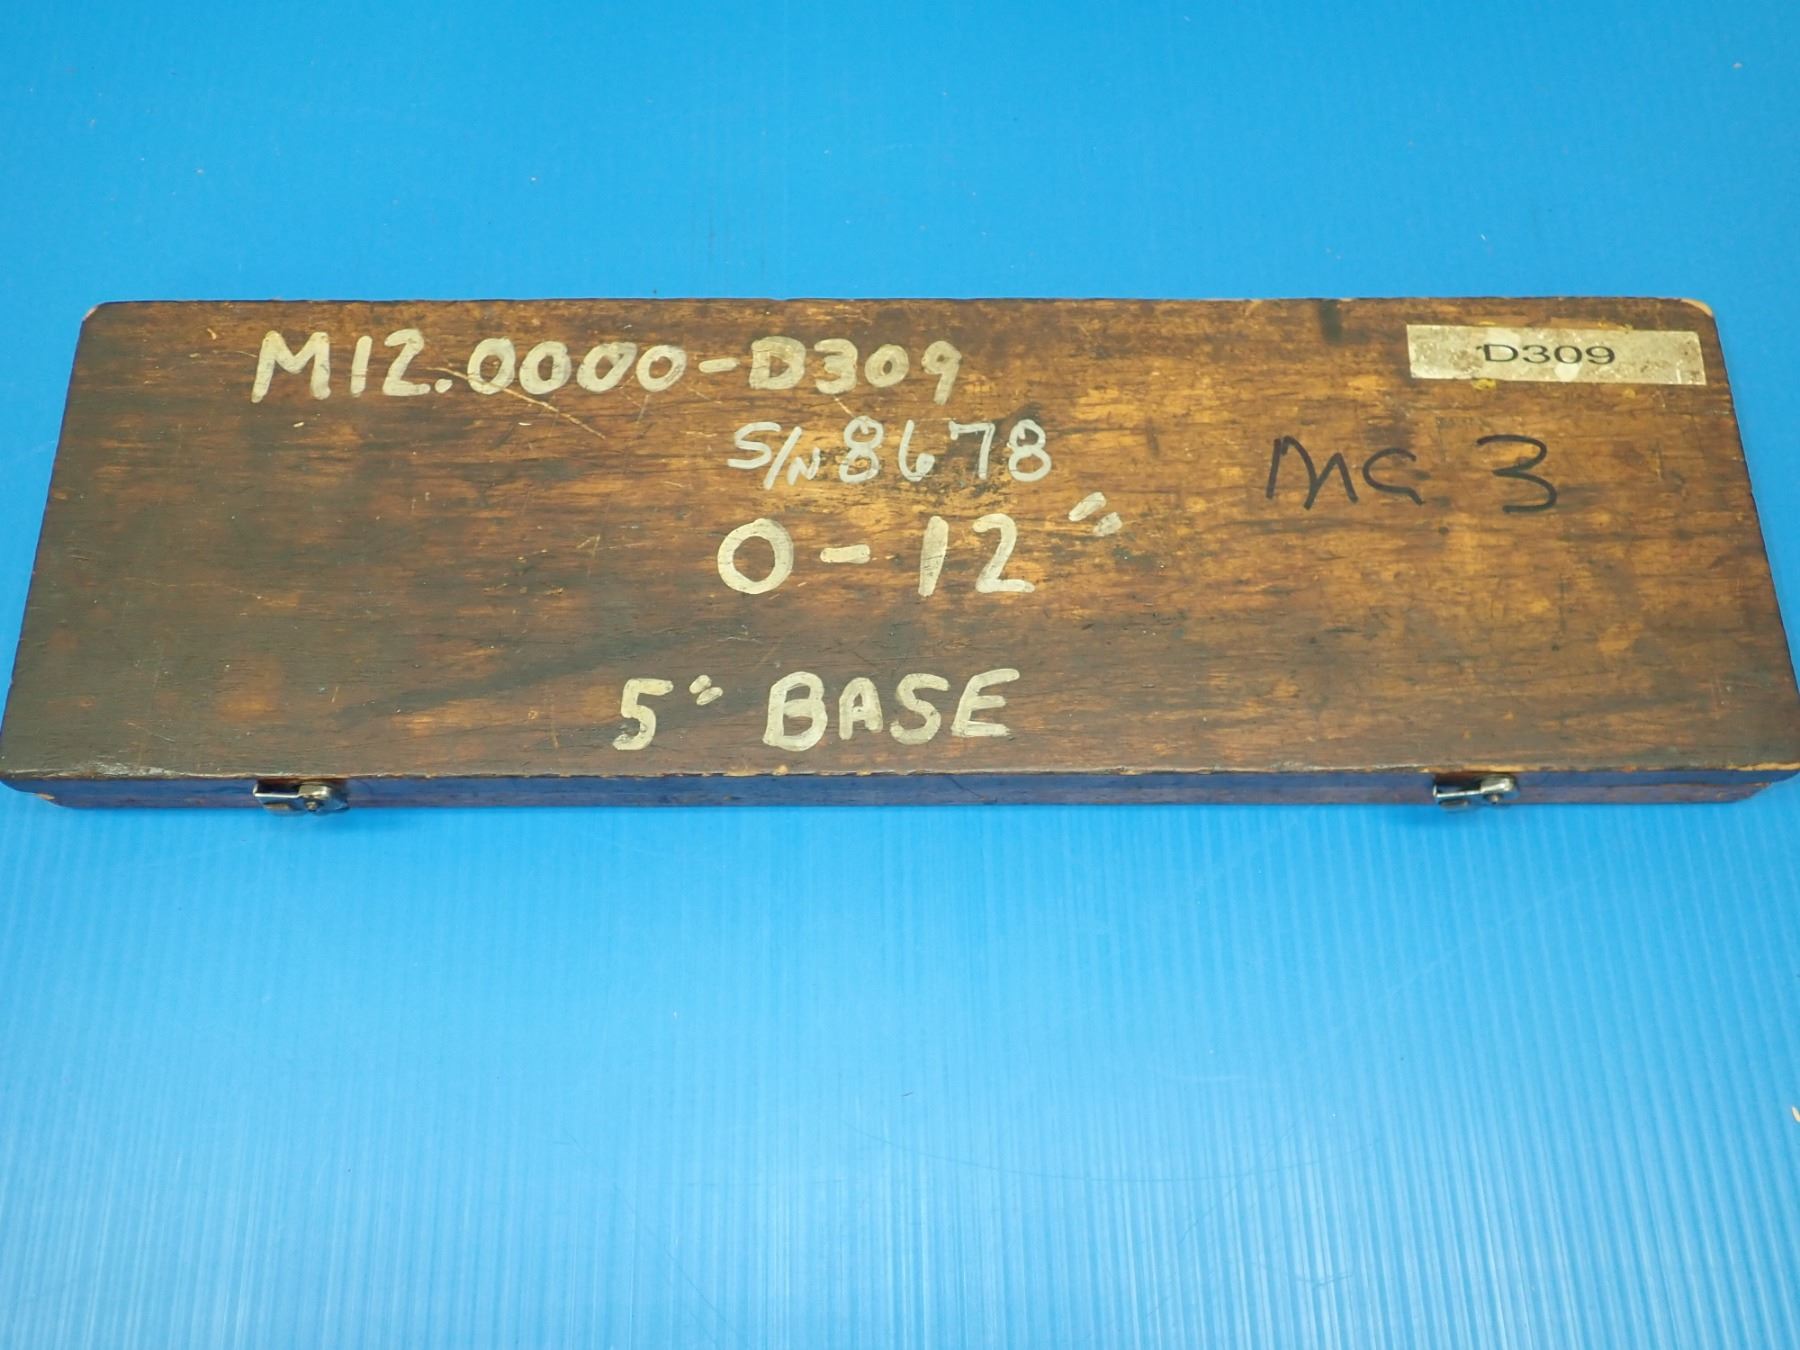 M12.0000-D309
D309
S/N 8678
MG 3
0-12"
5" BASE